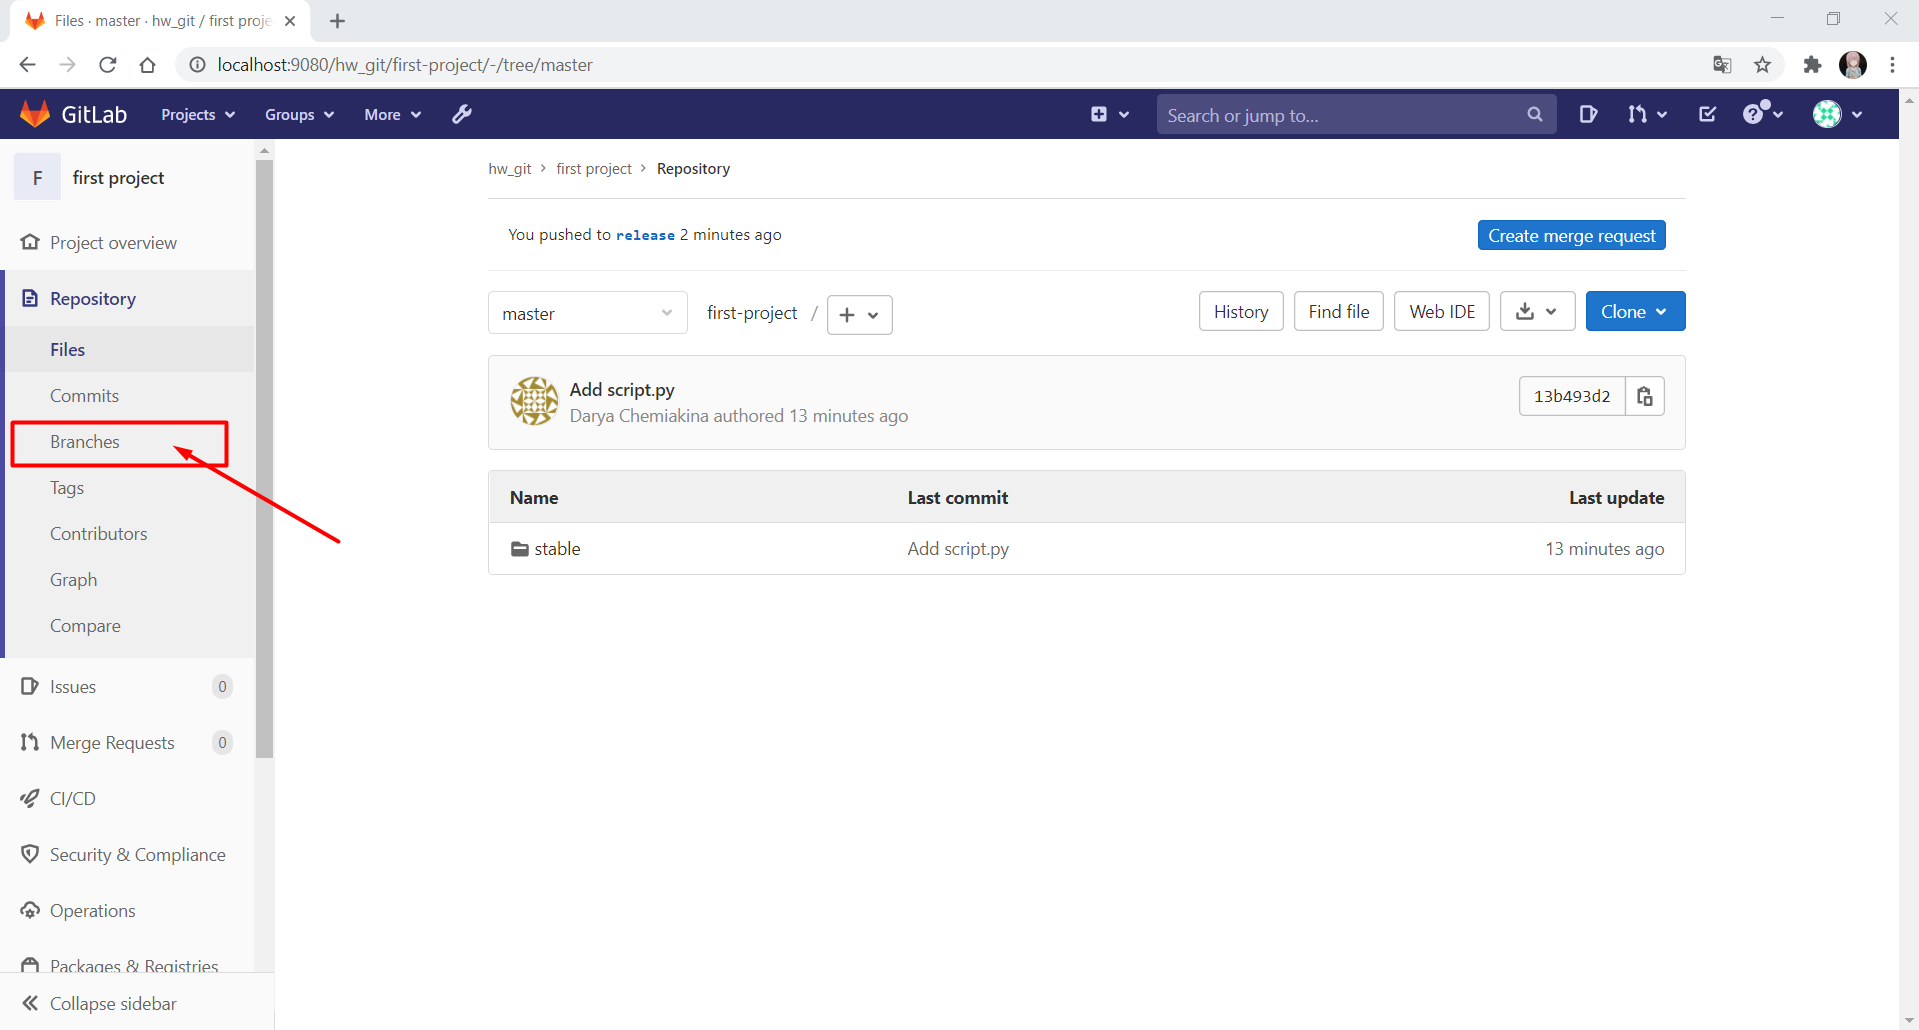 Files · master · hw_git / first proje
localhost:9080/hw_git/first-project/-/tree/master
GitLab
Projects
Groups
More
Search or jump to...
F
first project
Project overview
Repository
Files
Commits
Branches
Tags
Contributors
Graph
Compare
Issues 0
Merge Requests 0
CI/CD
Security & Compliance
Operations
Packages & Registries
Collapse sidebar
hw_git > first project > Repository
You pushed to release 2 minutes ago
Create merge request
master
first-project /
History
Find file
Web IDE
Clone
Add script.py
Darya Chemiakina authored 13 minutes ago
13b493d2
Name Last commit Last update
stable Add script.py 13 minutes ago